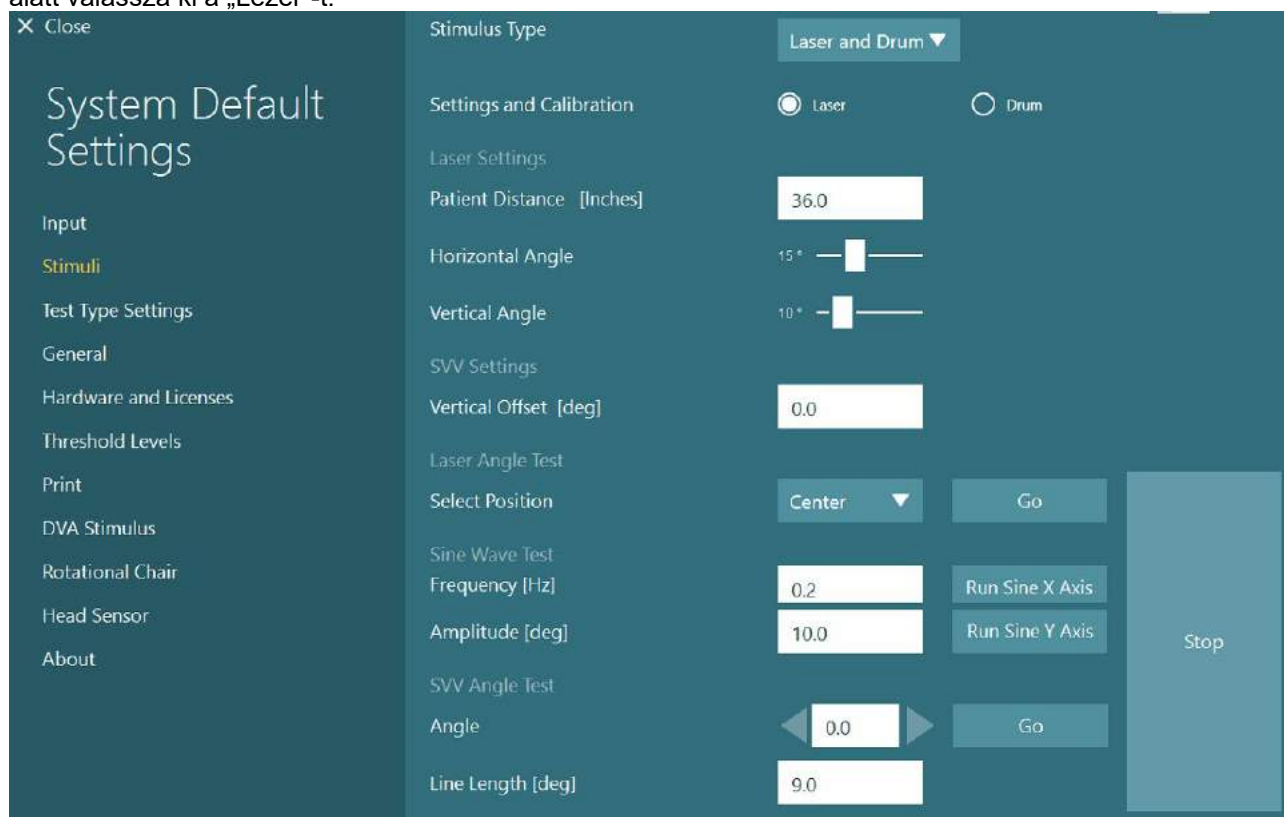 alatt válassza ki a „Lézer”-t.
Close
System Default
Settings
Input
Stimuli
Test Type Settings
General
Hardware and Licenses
Threshold Levels
Print
DVA Stimulus
Rotational Chair
Head Sensor
About
Stimulus Type
Laser and Drum
Settings and Calibration
Laser
Drum
Laser Settings
Patient Distance [Inches]
36.0
Horizontal Angle
15 °
Vertical Angle
10 °
SVV Settings
Vertical Offset [deg]
0.0
Laser Angle Test
Select Position
Center
Go
Sine Wave Test
Frequency [Hz]
0.2
Run Sine X Axis
Amplitude [deg]
10.0
Run Sine Y Axis
Stop
SVV Angle Test
Angle
0.0
Go
Line Length [deg]
9.0